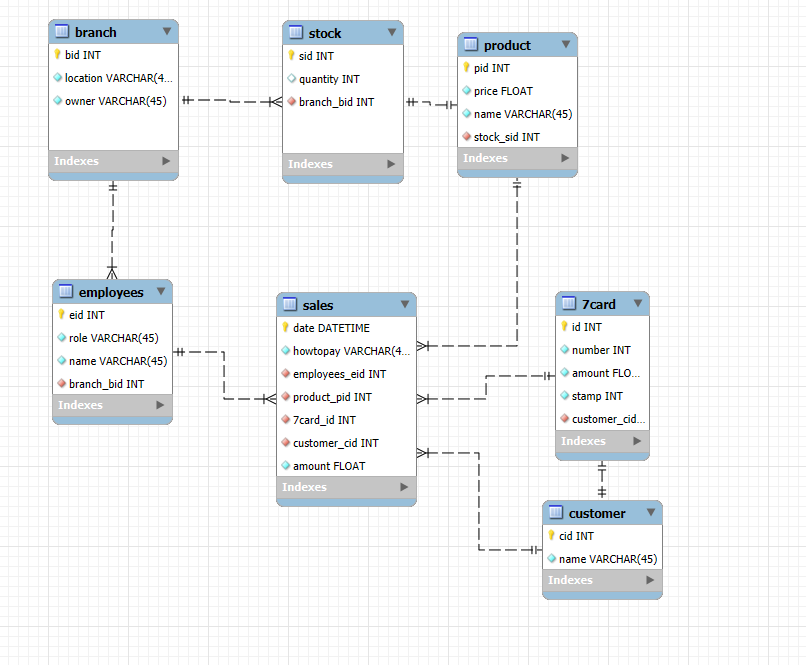 branch
bid INT
location VARCHAR(4...
owner VARCHAR(45)
Indexes
stock
sid INT
quantity INT
branch_bid INT
Indexes
product
pid INT
price FLOAT
name VARCHAR(45)
stock_sid INT
Indexes
employees
eid INT
role VARCHAR(45)
name VARCHAR(45)
branch_bid INT
Indexes
sales
date DATETIME
howtopay VARCHAR(4...
employees_eid INT
product_pid INT
7card_id INT
customer_cid INT
amount FLOAT
Indexes
7card
id INT
number INT
amount FLO...
stamp INT
customer_cid...
Indexes
customer
cid INT
name VARCHAR(45)
Indexes